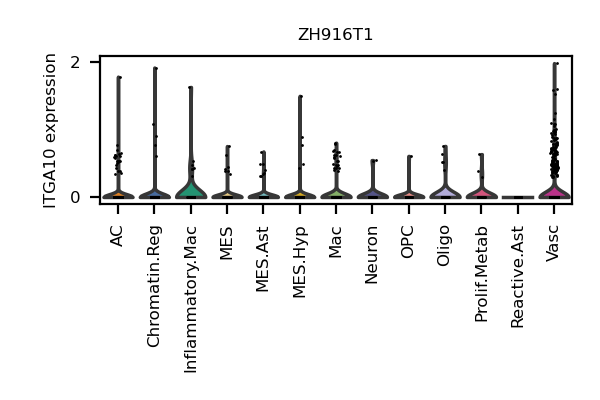 ZH916T1
ITGA10 expression
2
0
AC
Chromatin.Reg
Inflammatory.Mac
MES
MES.Ast
MES.Hyp
Mac
Neuron
OPC
Oligo
Prolif.Metab
Reactive.Ast
Vasc